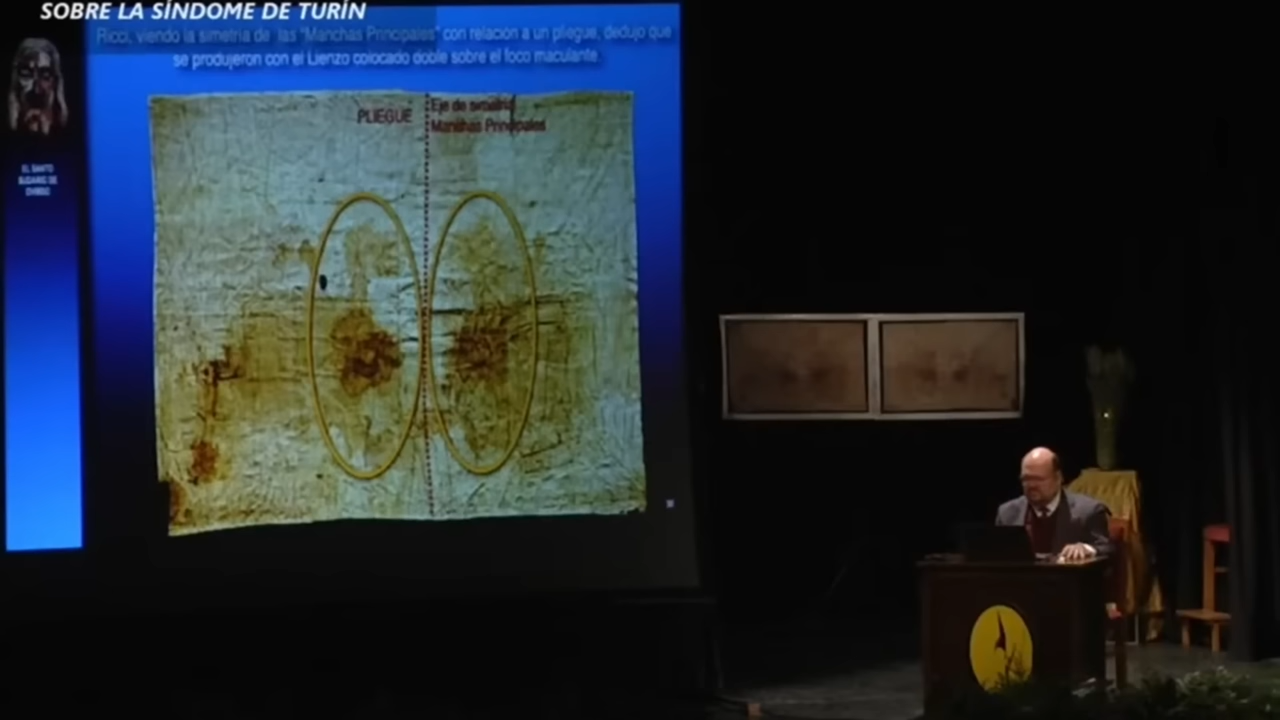 SOBRE LA SÍNDOME DE TURÍN
Ricci, viendo la simetría de las "Manchas Principales" con relación a un pliegue, dedujo que
se produjeron con el Lienzo colocado doble sobre el foco maculante.
PLIEGUE
Eje de simetría
Manchas Principales
EL SANTO
SUDARIO DE
OVIEDO